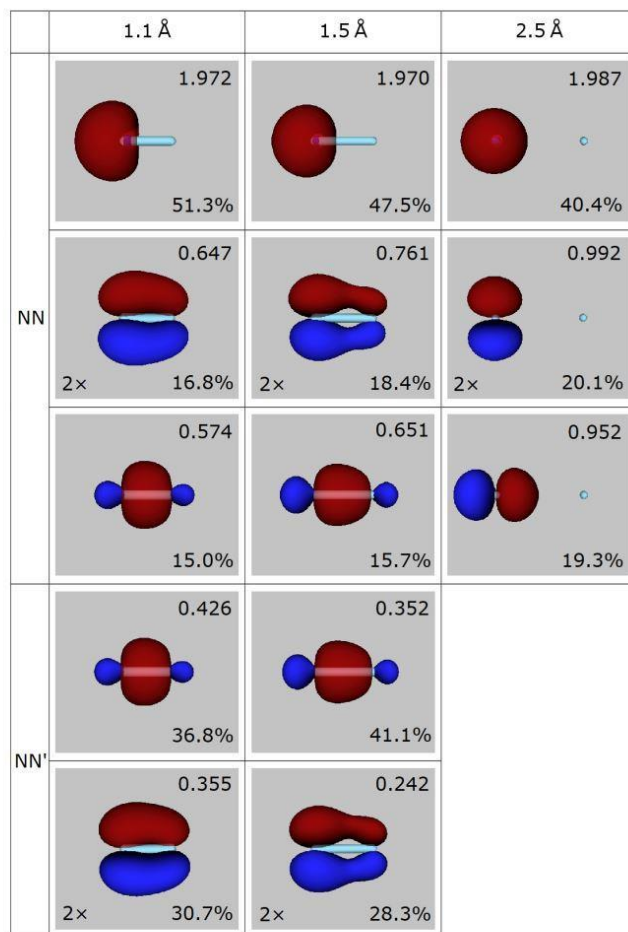 1.1 Å 1.5 Å 2.5 Å
NN
1.972 1.970 1.987
51.3% 47.5% 40.4%
0.647 0.761 0.992
2× 16.8% 2× 18.4% 2× 20.1%
0.574 0.651 0.952
15.0% 15.7% 19.3%
NN'
0.426 0.352
36.8% 41.1%
0.355 0.242
2× 30.7% 2× 28.3%